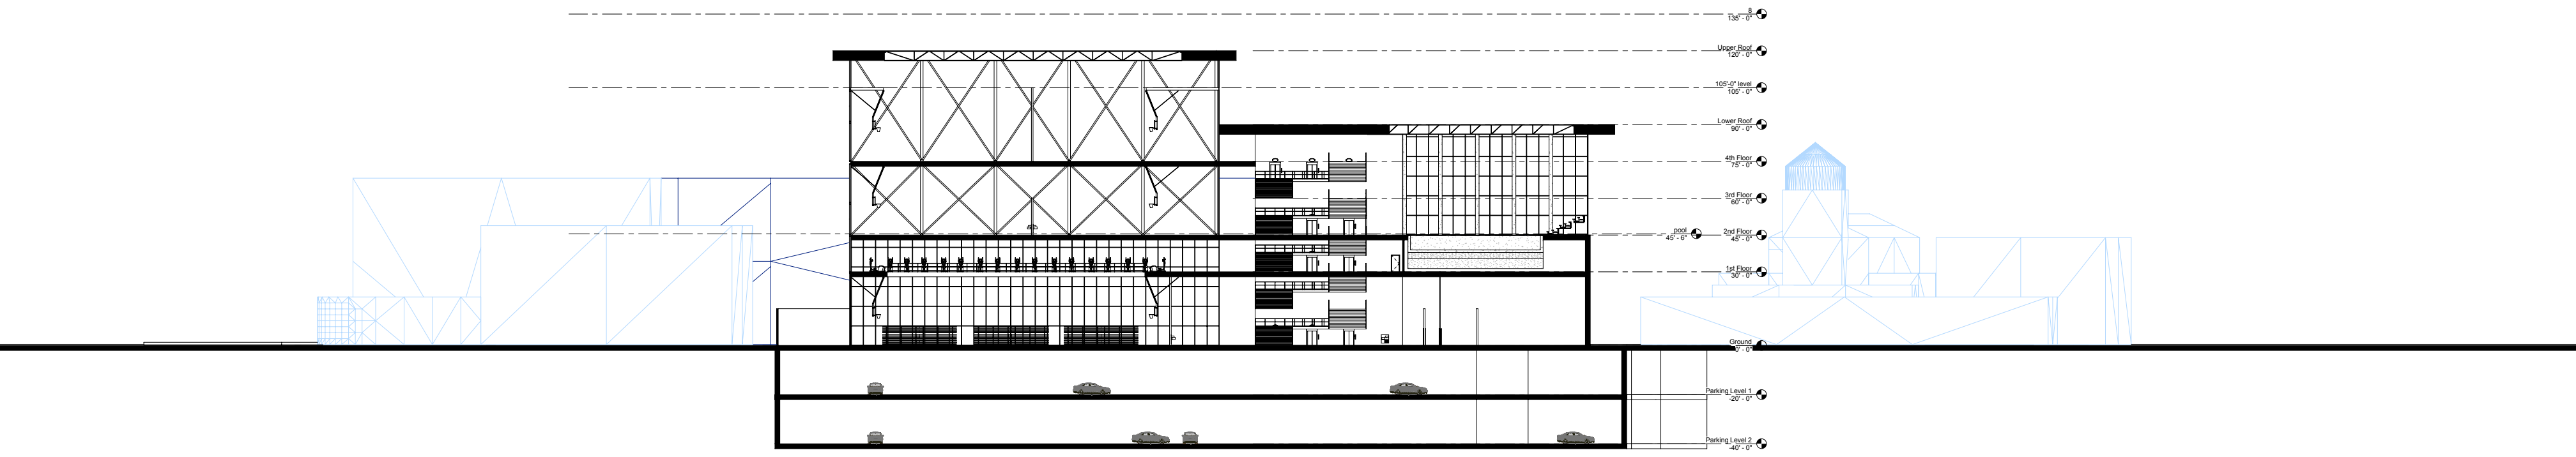 8
135' - 0"
Upper Roof
120' - 0"
105'-0" level
105' - 0"
Lower Roof
90' - 0"
4th Floor
75' - 0"
3rd Floor
60' - 0"
pool
45' - 6"
2nd Floor
45' - 0"
1st Floor
30' - 0"
Ground
0' - 0"
Parking Level 1
-20' - 0"
Parking Level 2
-40' - 0"